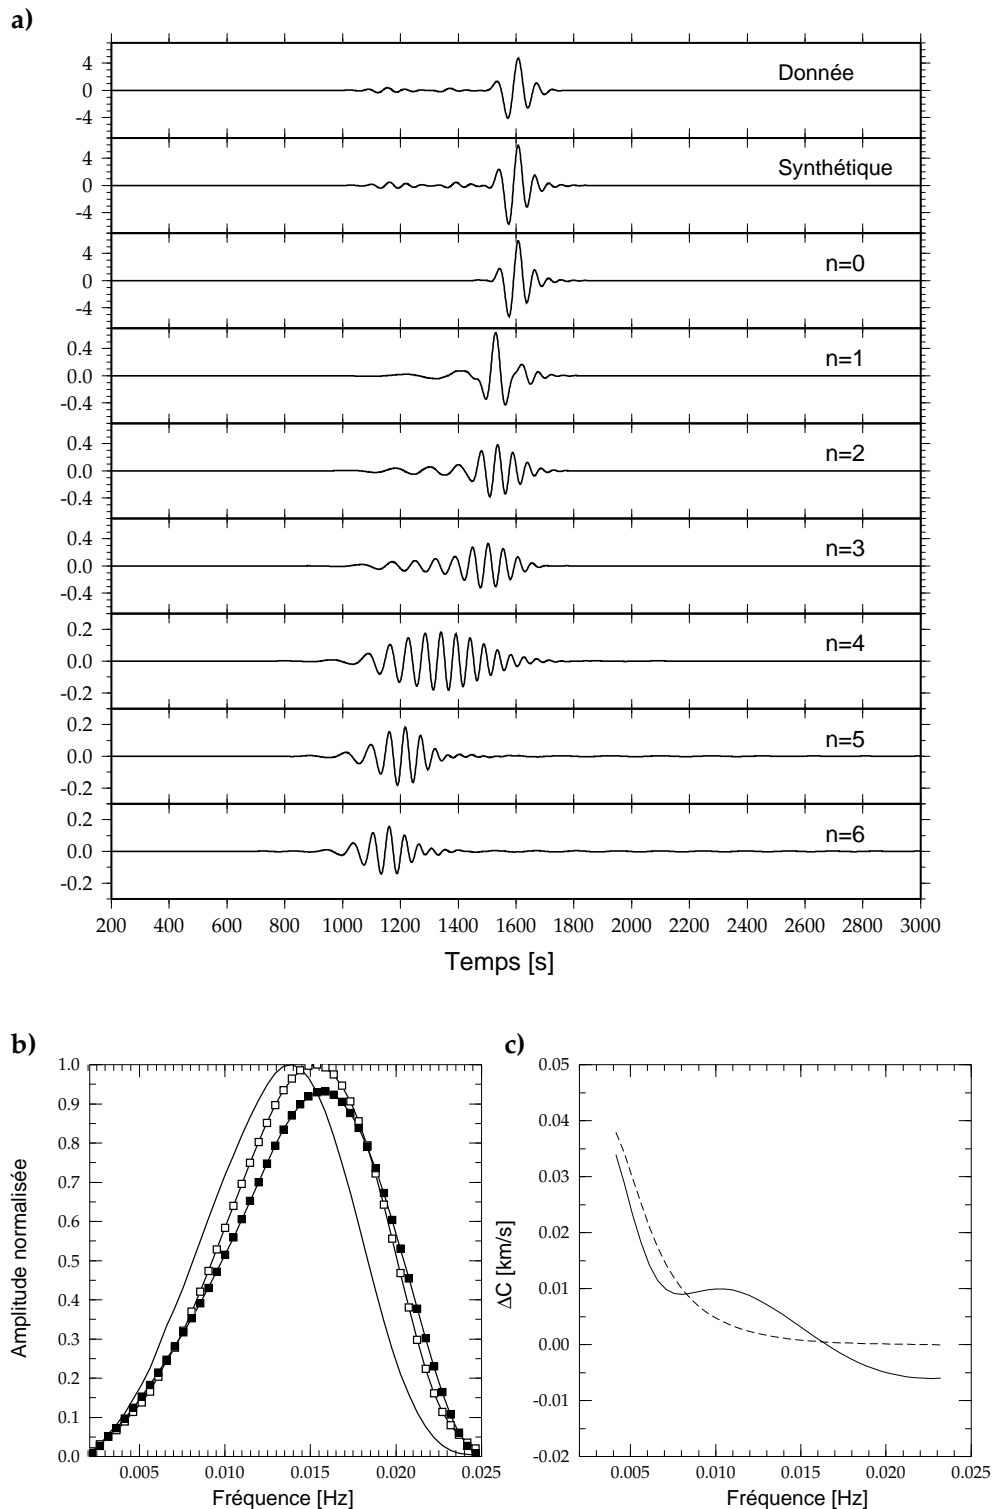 a)
4
0
-4
Donnée
4
0
-4
Synthétique
4
0
-4
n=0
0.4
0.0
-0.4
n=1
0.4
0.0
-0.4
n=2
0.4
0.0
-0.4
n=3
0.2
0.0
-0.2
n=4
0.2
0.0
-0.2
n=5
0.2
0.0
-0.2
n=6
200 400 600 800 1000 1200 1400 1600 1800 2000 2200 2400 2600 2800 3000
Temps [s]
b)
Amplitude normalisée
1.0
0.9
0.8
0.7
0.6
0.5
0.4
0.3
0.2
0.1
0.0
0.005 0.010 0.015 0.020 0.025
Fréquence [Hz]
c)
ΔC [km/s]
0.05
0.04
0.03
0.02
0.01
0.00
-0.01
-0.02
0.005 0.010 0.015 0.020 0.025
Fréquence [Hz]